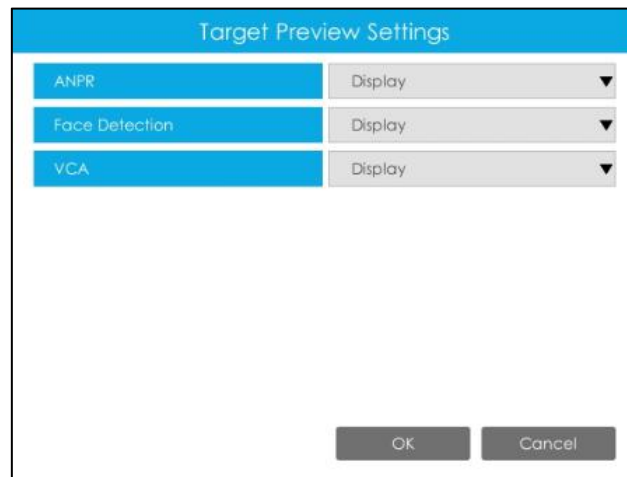 Target Preview Settings
ANPR Display
Face Detection Display
VCA Display
OK Cancel